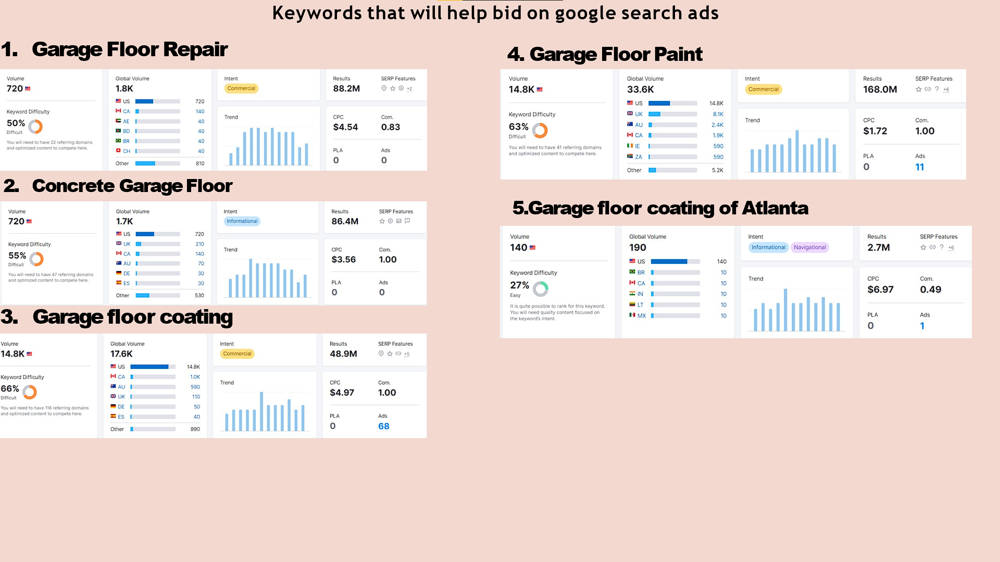 Keywords that will help bid on google search ads
1. Garage Floor Repair
Volume
720
Keyword Difficulty
50%
Difficult
You will need to have 22 referring domains
and optimized content to compete here.
Global Volume
1.8K
US 720
CA 140
AE 40
BD 40
BR 40
CH 40
Other 810
Intent
Commercial
Trend
Results
88.2M
SERP Features
+2
CPC
$4.54
Com.
0.83
PLA
0
Ads
0
2. Concrete Garage Floor
Volume
720
Keyword Difficulty
55%
Difficult
You will need to have 47 referring domains
and optimized content to compete here.
Global Volume
1.7K
US 720
UK 210
CA 140
AU 70
DE 30
ES 30
Other 530
Intent
Informational
Trend
Results
86.4M
SERP Features
CPC
$3.56
Com.
1.00
PLA
0
Ads
0
3. Garage floor coating
Volume
14.8K
Keyword Difficulty
66%
Difficult
You will need to have 116 referring domains
and optimized content to compete here.
Global Volume
17.6K
US 14.8K
CA 1.0K
AU 590
UK 110
DE 50
ES 40
Other 990
Intent
Commercial
Trend
Results
48.9M
SERP Features
+5
CPC
$4.97
Com.
1.00
PLA
0
Ads
68
4. Garage Floor Paint
Volume
14.8K
Keyword Difficulty
63%
Difficult
You will need to have 41 referring domains
and optimized content to compete here.
Global Volume
33.6K
US 14.8K
UK 8.1K
AU 2.4K
CA 1.9K
IE 590
ZA 590
Other 5.2K
Intent
Commercial
Trend
Results
168.0M
SERP Features
+6
CPC
$1.72
Com.
1.00
PLA
0
Ads
11
5.Garage floor coating of Atlanta
Volume
140
Keyword Difficulty
27%
Easy
It is quite possible to rank for this keyword.
You will need quality content focused on
the keyword's intent.
Global Volume
190
US 140
BR 10
CA 10
IN 10
LT 10
MX 10
Intent
Informational Navigational
Trend
Results
2.7M
SERP Features
+6
CPC
$6.97
Com.
0.49
PLA
0
Ads
1